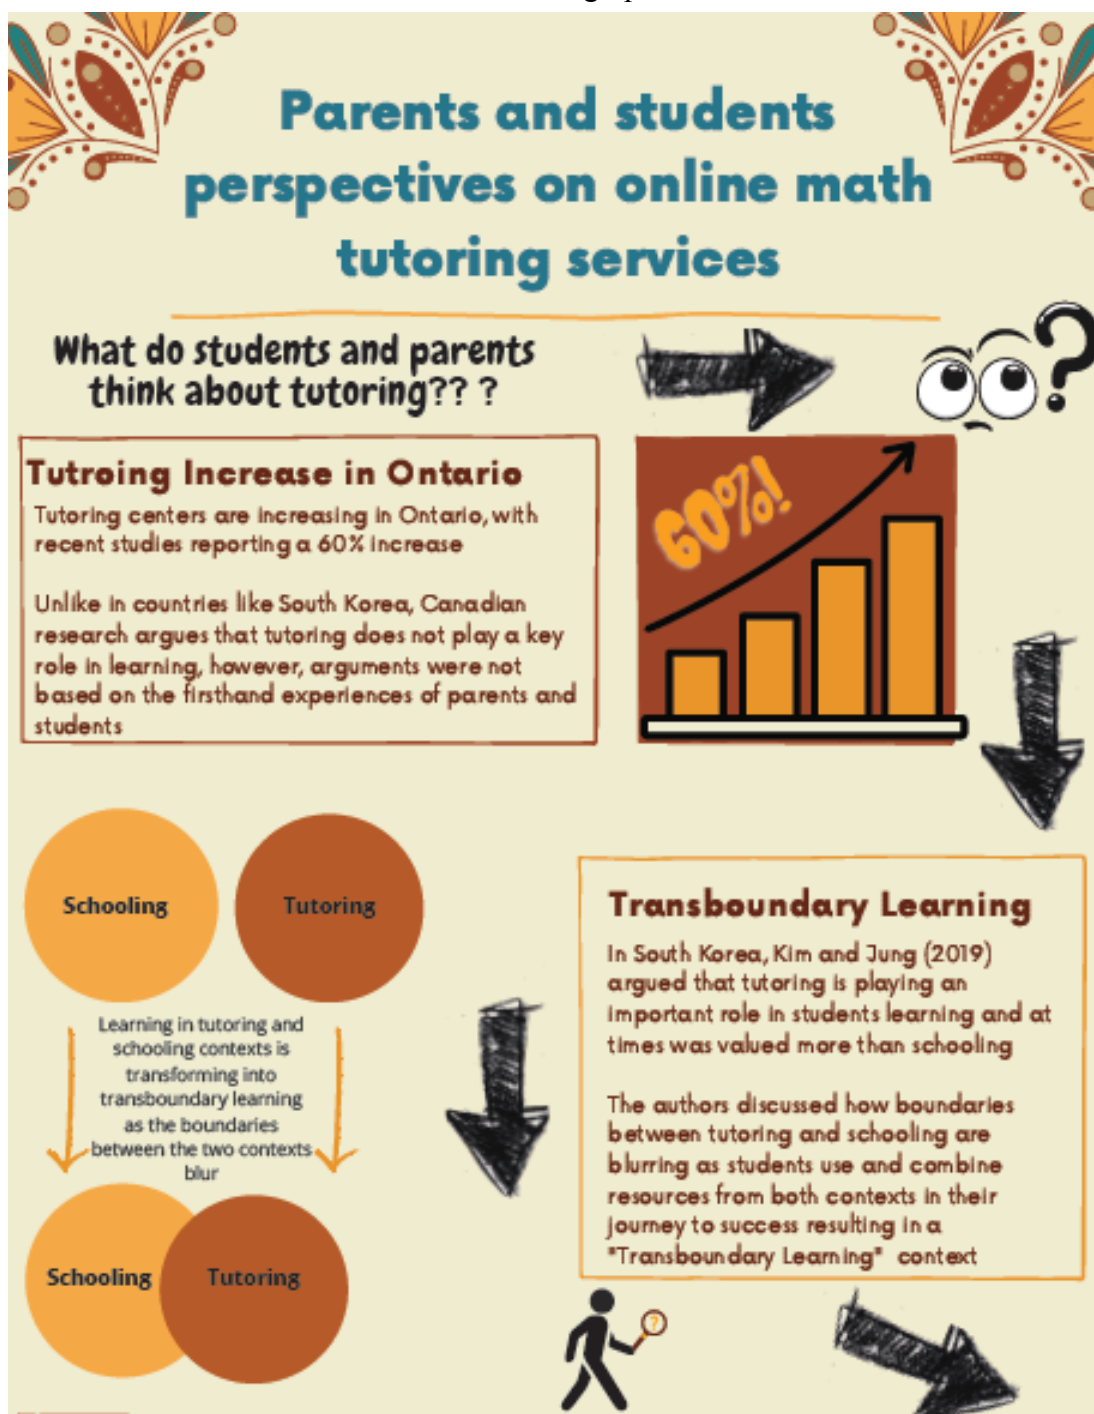 Parents and students
perspectives on online math
tutoring services
What do students and parents
think about tutoring?? ?
?
Tutroing Increase in Ontario
Tutoring centers are increasing in Ontario, with
recent studies reporting a 60% increase
Unlike in countries like South Korea, Canadian
research argues that tutoring does not play a key
role in learning, however, arguments were not
based on the firsthand experiences of parents and
students
60%!
Schooling
Tutoring
Learning in tutoring and
schooling contexts is
transforming into
transboundary learning
as the boundaries
between the two contexts
blur
Schooling
Tutoring
Transboundary Learning
In South Korea, Kim and Jung (2019)
argued that tutoring is playing an
important role in students learning and at
times was valued more than schooling
The authors discussed how boundaries
between tutoring and schooling are
blurring as students use and combine
resources from both contexts in their
journey to success resulting in a
"Transboundary Learning" context
?